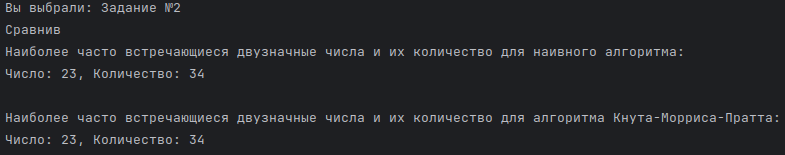 Вы выбрали: Задание №2
Сравнив
Наиболее часто встречающиеся двузначные числа и их количество для наивного алгоритма:
Число: 23, Количество: 34
Наиболее часто встречающиеся двузначные числа и их количество для алгоритма Кнута-Морриса-Пратта:
Число: 23, Количество: 34